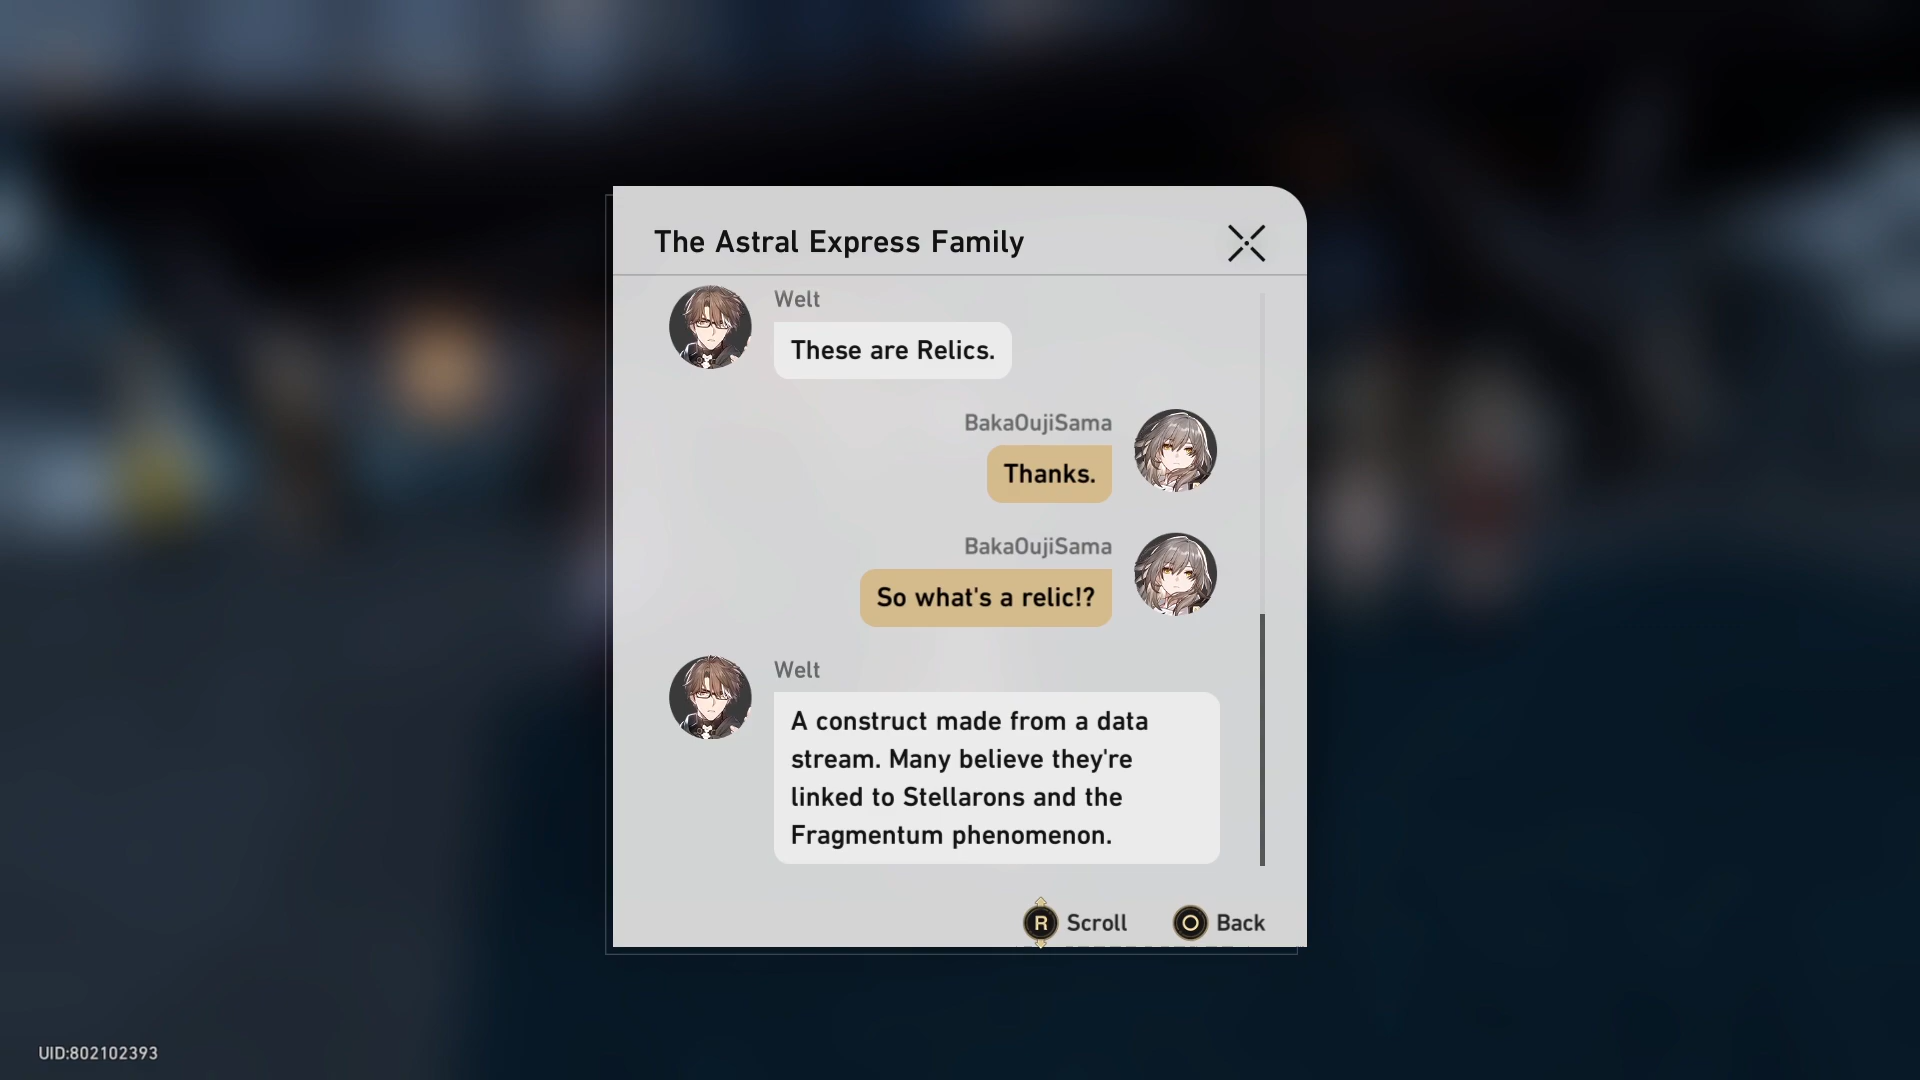 The Astral Express Family
Welt
These are Relics.
BakaOujiSama
Thanks.
BakaOujiSama
So what's a relic!?
Welt
A construct made from a data
stream. Many believe they're
linked to Stellarons and the
Fragmentum phenomenon.
R Scroll
Back
UID:802102393